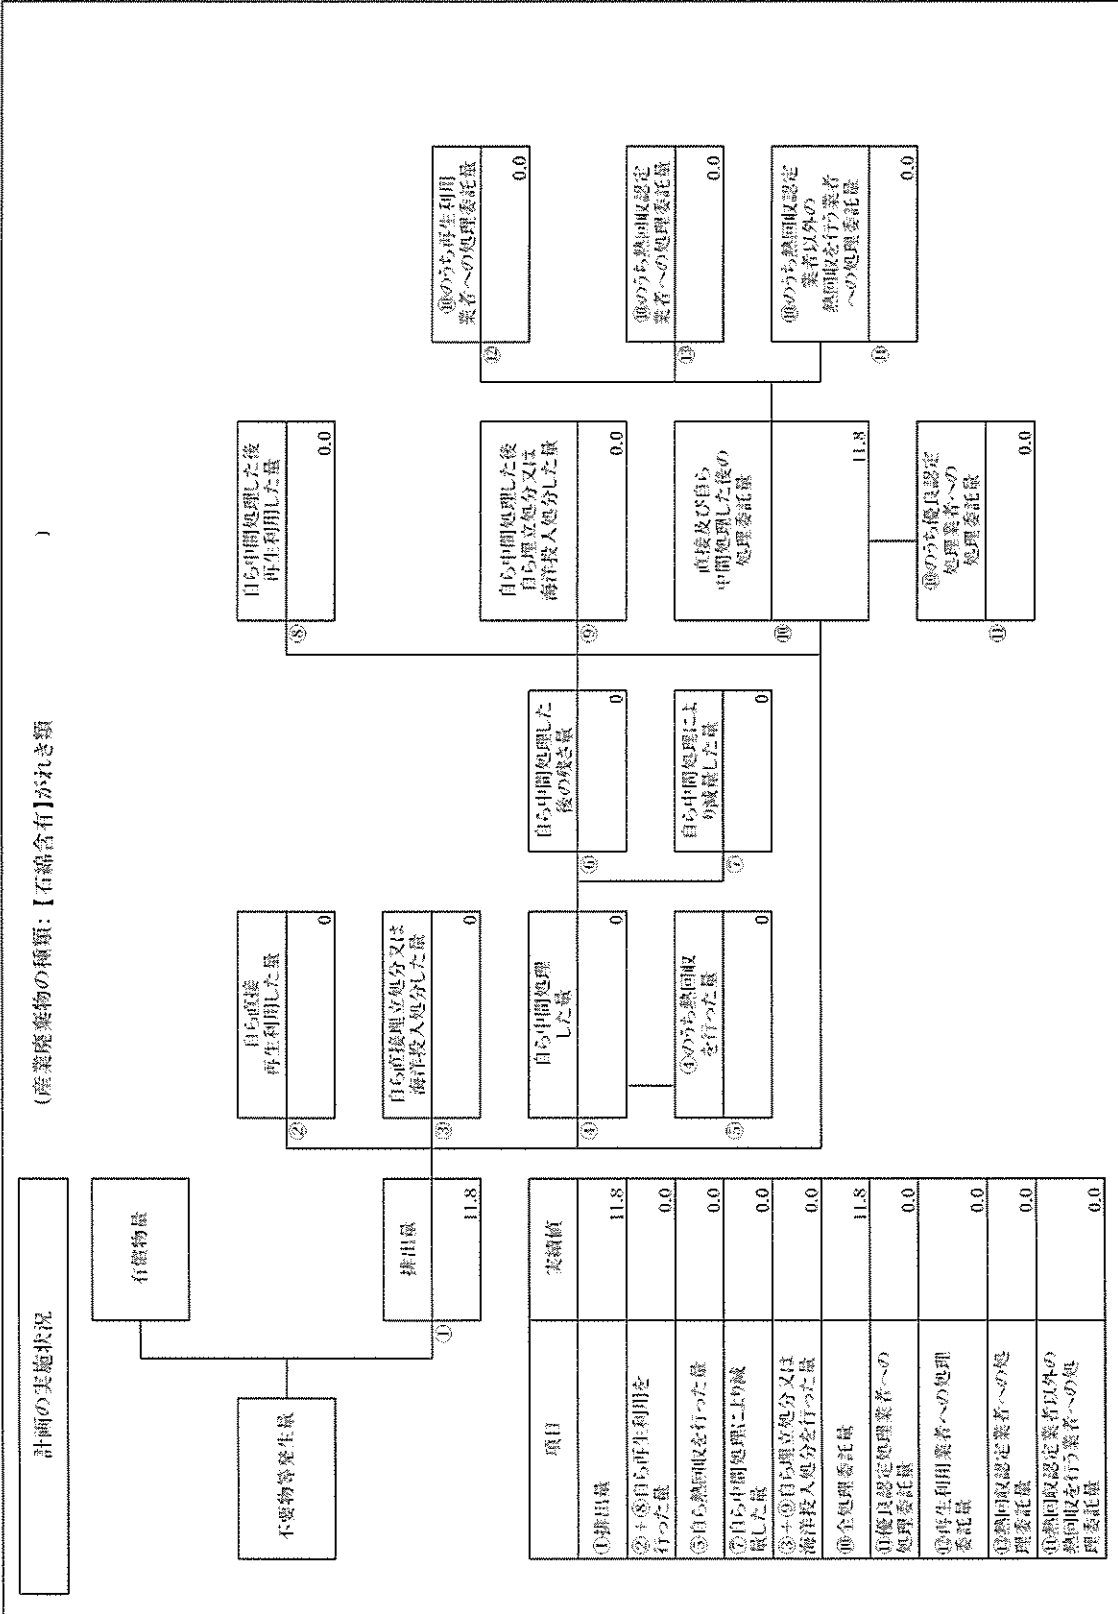 計画の実施状況
(産業廃棄物の種類:【石綿含有】がれき類
)
不要物等発生量
有償物量
①
排出量
11.8
②
自ら直接
再生利用した量
0
③
自ら直接埋立処分又は
海洋投入処分した量
0
④
自ら中間処理
した量
0
⑤
④のうち熱回収
を行った量
0
⑥
自ら中間処理した
後の残さ量
0
⑦
自ら中間処理によ
り減量した量
0
⑧
自ら中間処理した後
再生利用した量
0.0
⑨
自ら中間処理した後
自ら埋立処分又は
海洋投入処分した量
0.0
⑩
直接及び自ら
中間処理した後の
処理委託量
11.8
⑪
⑩のうち優良認定
処理業者への
処理委託量
0.0
⑫
⑩のうち再生利用
業者への処理委託量
0.0
⑬
⑩のうち熱回収認定
業者への処理委託量
0.0
⑭
⑩のうち熱回収認定
業者以外の
熱回収を行う業者
への処理委託量
0.0
項目 実績値
①排出量 11.8
②+⑧自ら再生利用を
行った量 0.0
⑤自ら熱回収を行った量 0.0
⑦自ら中間処理により減
量した量 0.0
③+⑨自ら埋立処分又は
海洋投入処分を行った量 0.0
⑩全処理委託量 11.8
⑪優良認定処理業者への
処理委託量 0.0
⑫再生利用業者への処理
委託量 0.0
⑬熱回収認定業者への処
理委託量 0.0
⑭熱回収認定業者以外の
熱回収を行う業者への処
理委託量 0.0